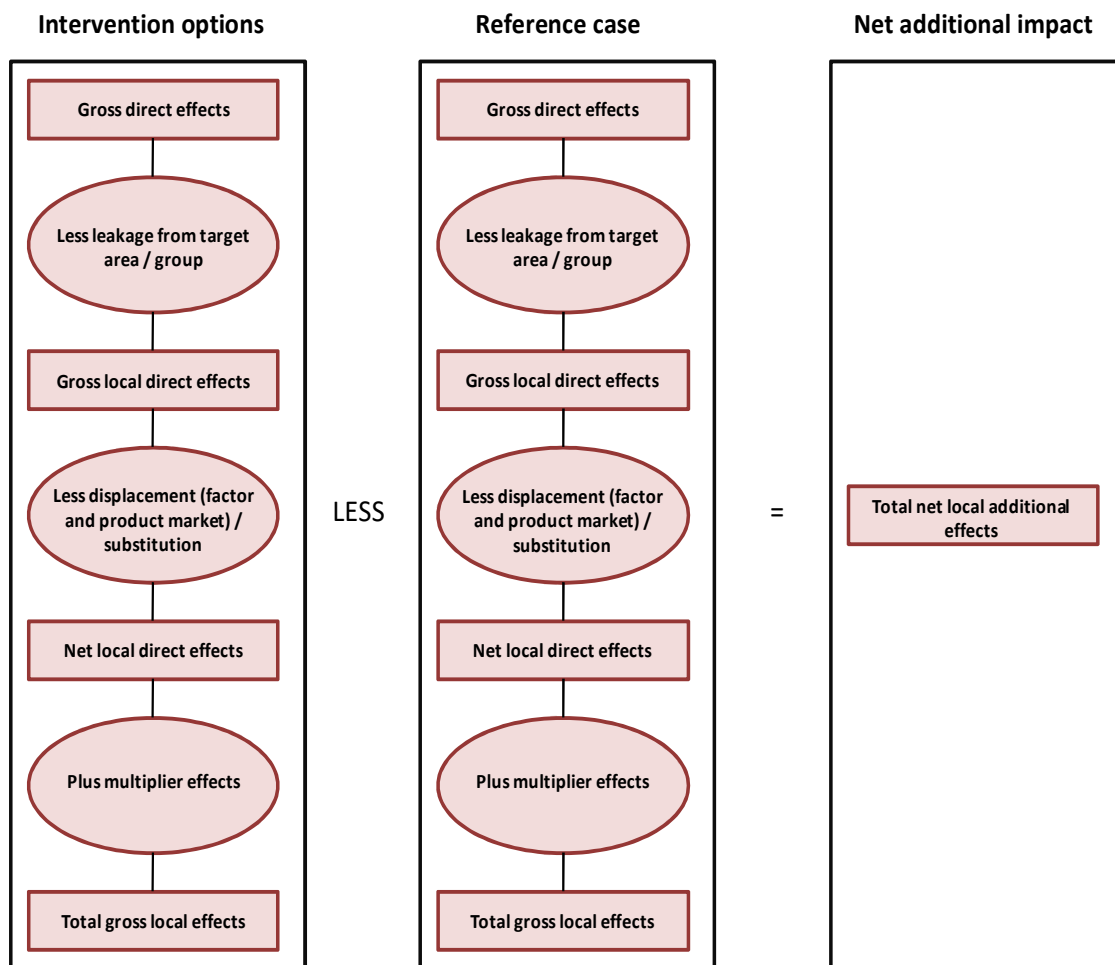 Intervention options
Gross direct effects
Less leakage from target
area / group
Gross local direct effects
Less displacement (factor
and product market) /
substitution
Net local direct effects
Plus multiplier effects
Total gross local effects
LESS
Reference case
Gross direct effects
Less leakage from target
area / group
Gross local direct effects
Less displacement (factor
and product market) /
substitution
Net local direct effects
Plus multiplier effects
Total gross local effects
=
Net additional impact
Total net local additional
effects